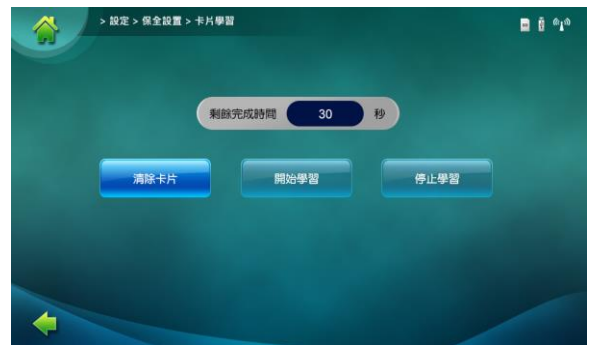 > 設定 > 保全設置 > 卡片學習
剩餘完成時間 30 秒
清除卡片 開始學習 停止學習